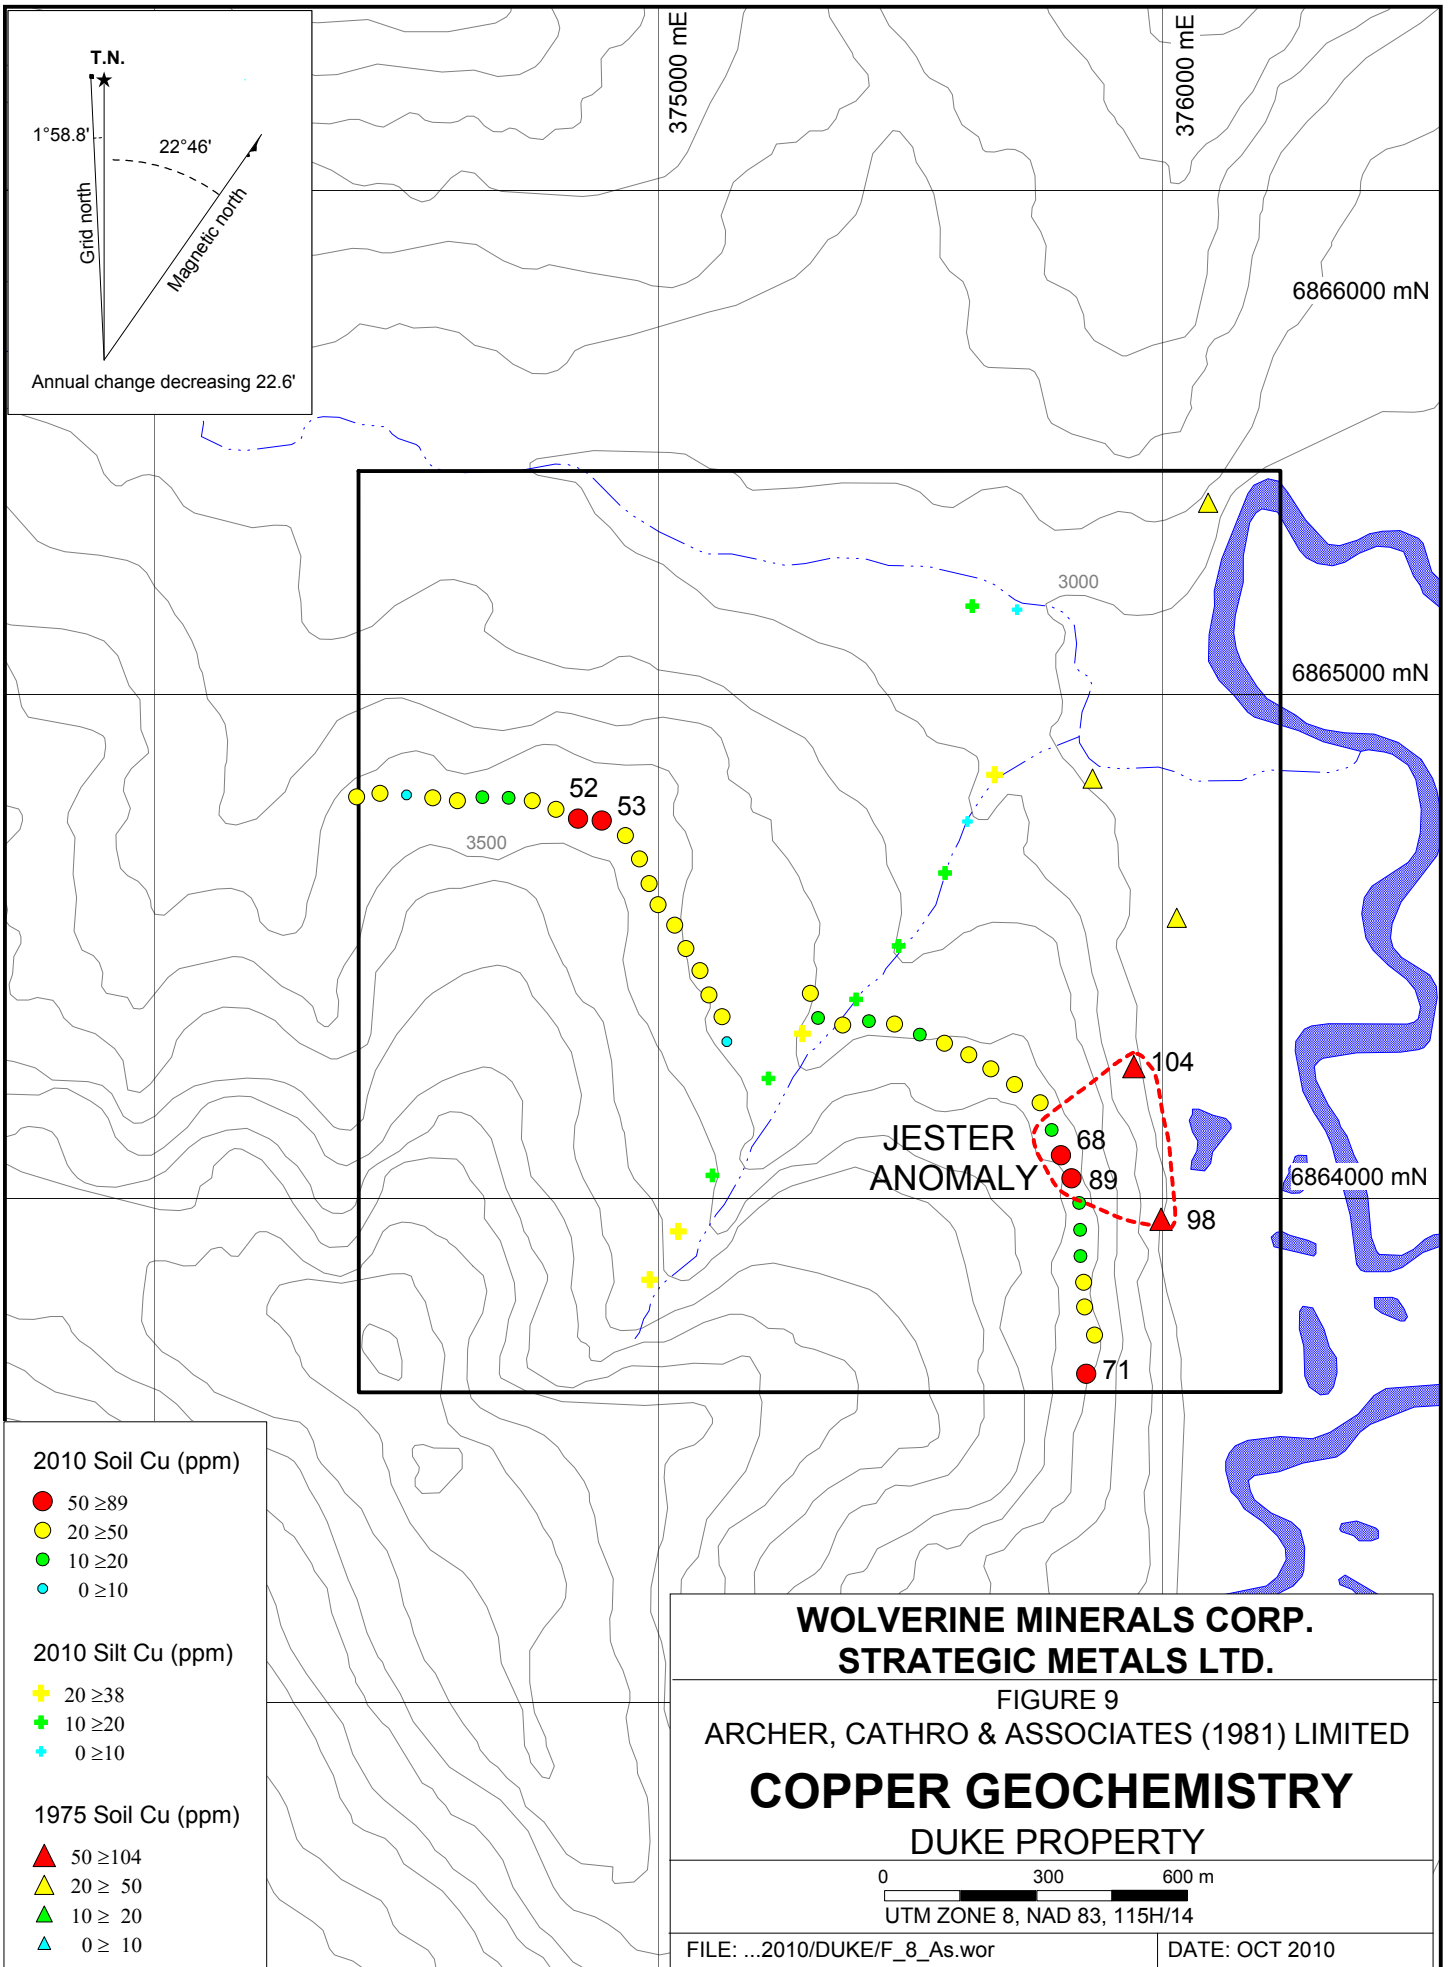 T.N.
1°58.8'
22°46'
Grid north
Magnetic north
Annual change decreasing 22.6'
375000 mE
376000 mE
6866000 mN
3000
6865000 mN
52
53
3500
104
JESTER
ANOMALY
68
89
6864000 mN
98
71
2010 Soil Cu (ppm)
50 ≥89
20 ≥50
10 ≥20
0 ≥10
2010 Silt Cu (ppm)
20 ≥38
10 ≥20
0 ≥10
1975 Soil Cu (ppm)
50 ≥104
20 ≥ 50
10 ≥ 20
0 ≥ 10
WOLVERINE MINERALS CORP.
STRATEGIC METALS LTD.
FIGURE 9
ARCHER, CATHRO & ASSOCIATES (1981) LIMITED
COPPER GEOCHEMISTRY
DUKE PROPERTY
0 300 600 m
UTM ZONE 8, NAD 83, 115H/14
FILE: ...2010/DUKE/F_8_As.wor
DATE: OCT 2010